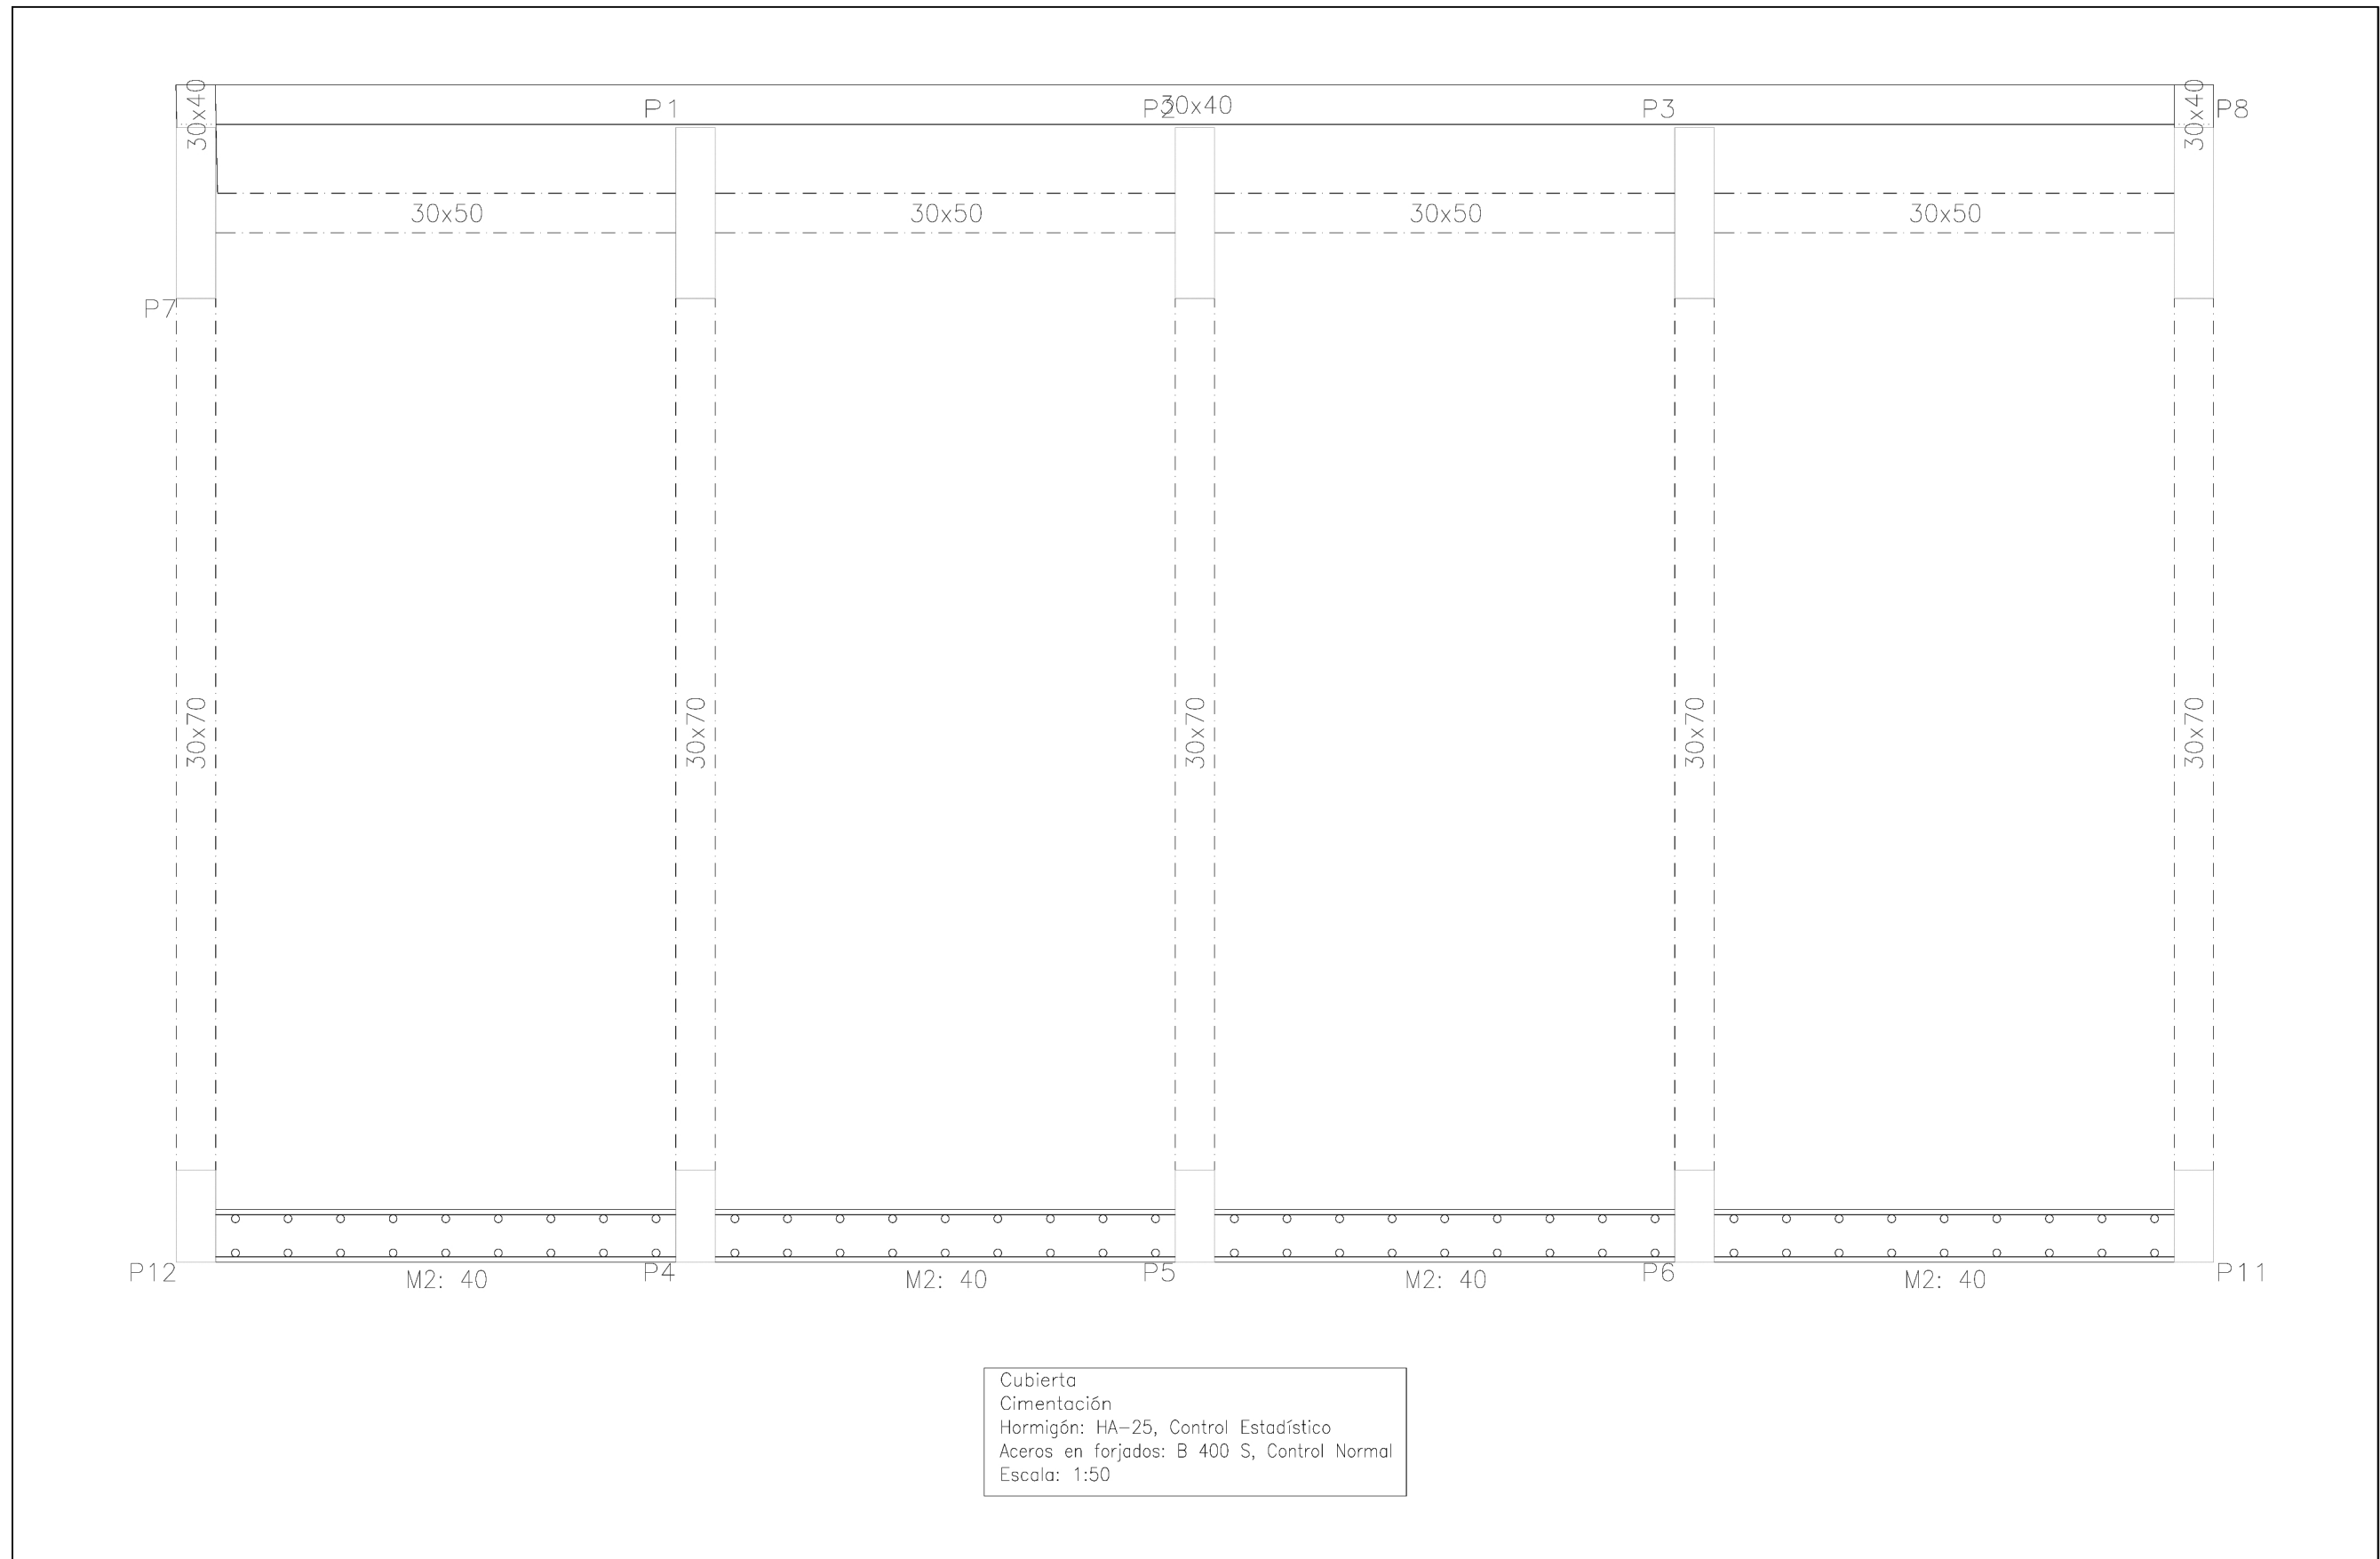 30x40
30x40
30x40
P1
P2
P3
P8
30x50
30x50
30x50
30x50
P7
30x70
30x70
30x70
30x70
30x70
P12
P4
P5
P6
P11
M2: 40
M2: 40
M2: 40
M2: 40
Cubierta
Cimentación
Hormigón: HA-25, Control Estadístico
Aceros en forjados: B 400 S, Control Normal
Escala: 1:50